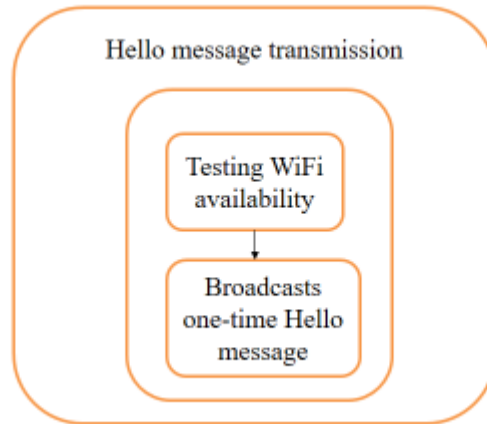 Hello message transmission
Testing WiFi
availability
Broadcasts
one-time Hello
message